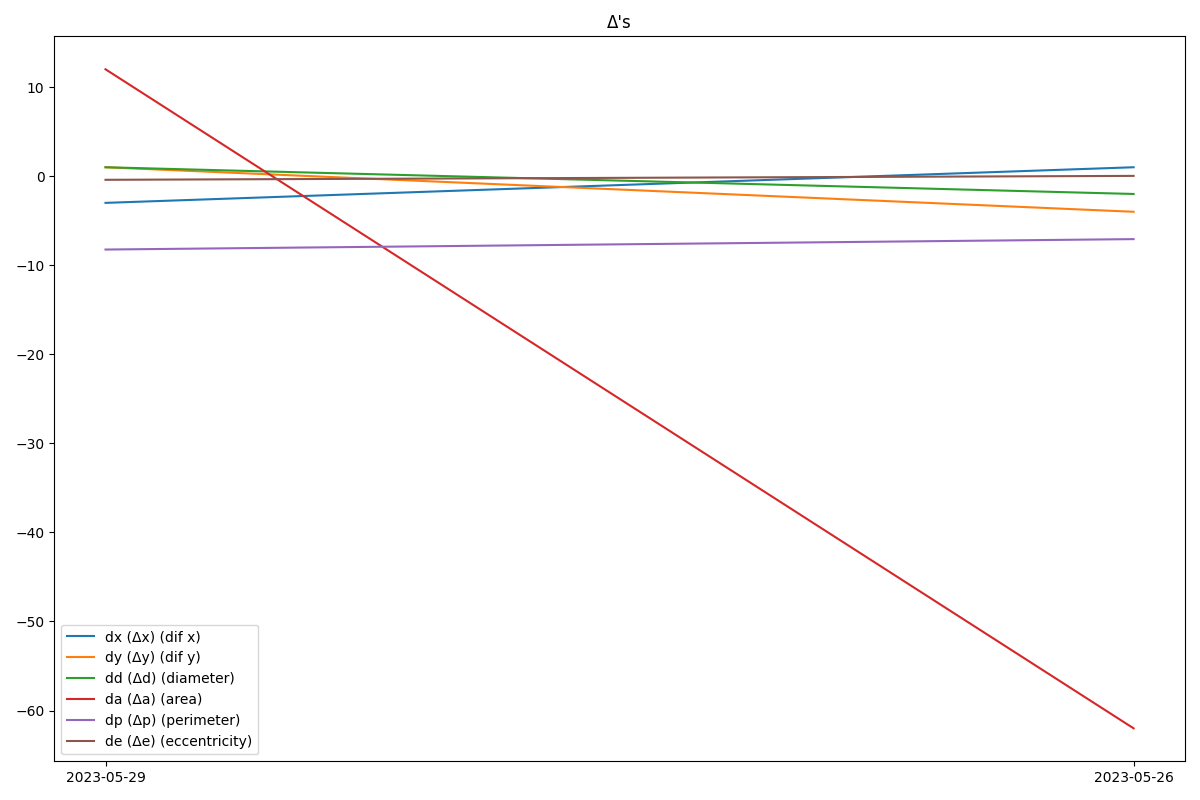 Δ's
10
0
−10
−20
−30
−40
−50
−60
dx (Δx) (dif x)
dy (Δy) (dif y)
dd (Δd) (diameter)
da (Δa) (area)
dp (Δp) (perimeter)
de (Δe) (eccentricity)
2023-05-29 2023-05-26